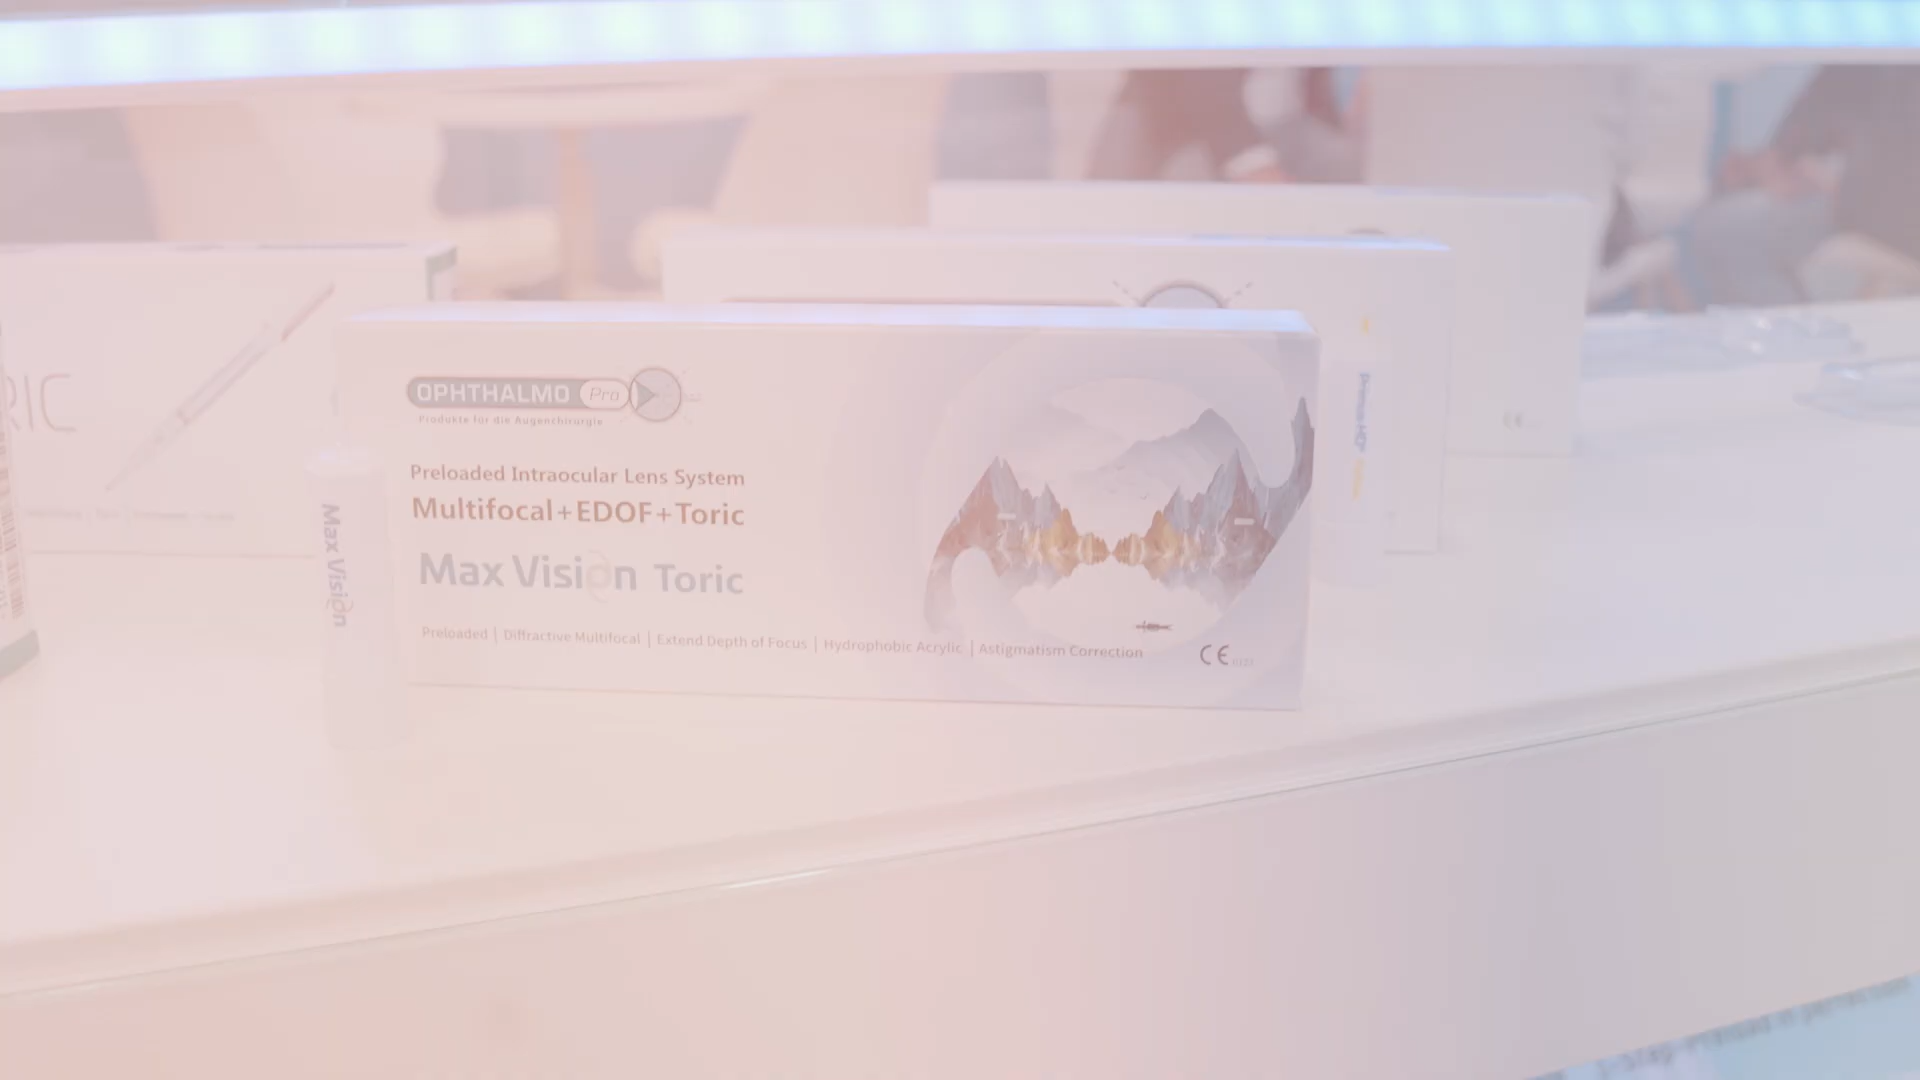 RIC
OPHTHALMO Pro
Produkte für die Augenchirurgie
Preloaded Intraocular Lens System
Multifocal+EDOF+Toric
Max Vision Toric
Preloaded | Diffractive Multifocal | Extend Depth of Focus | Hydrophobic Acrylic | Astigmatism Correction
CE
Max Vision
CE